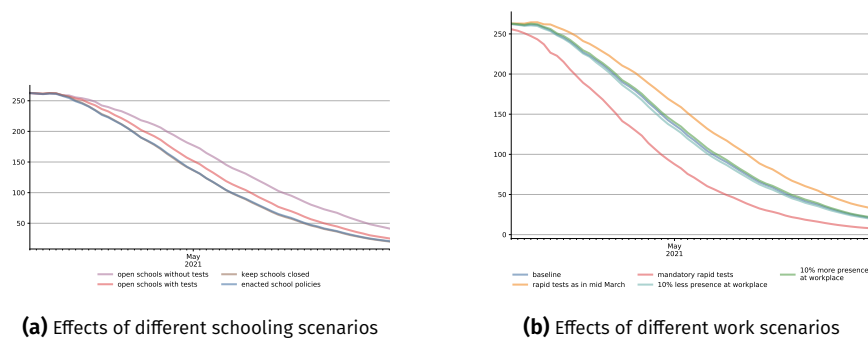 250
200
150
100
50
May
2021
open schools without tests
keep schools closed
open schools with tests
enacted school policies
(a) Effects of different schooling scenarios
250
200
150
100
50
0
May
2021
baseline
mandatory rapid tests
10% more presence
at workplace
rapid tests as in mid March
10% less presence at workplace
(b) Effects of different work scenarios